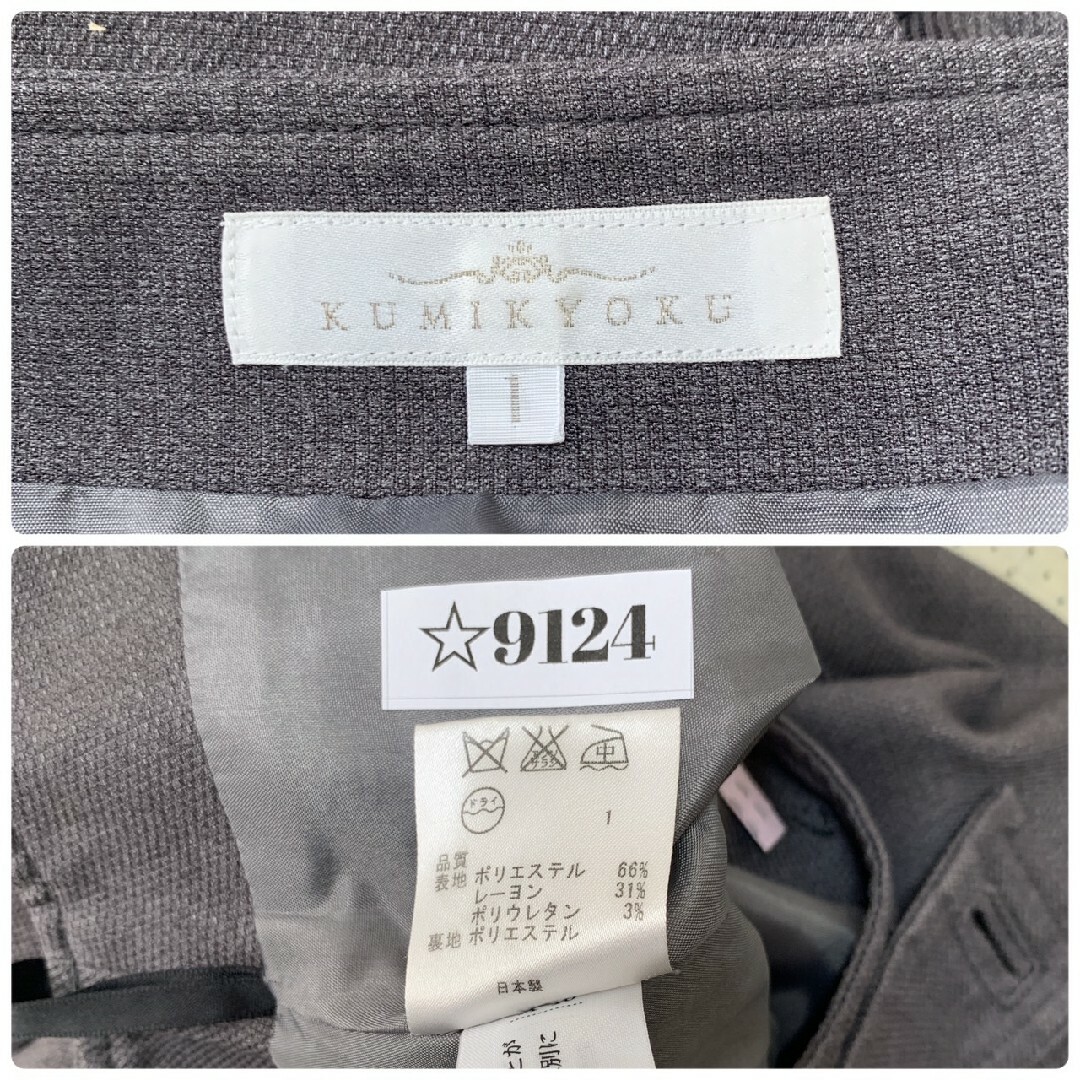 KUMIKYOKU
1
☆9124
中
ドライ
1
品質
表地 ポリエステル 66%
レーヨン 31%
ポリウレタン 3%
裏地 ポリエステル
日本製